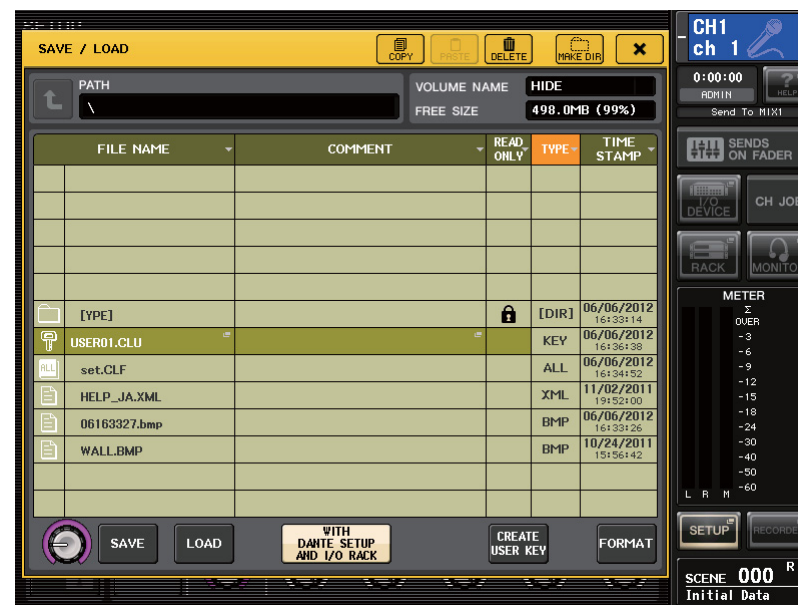 SETUP
SAVE / LOAD
COPY
PASTE
DELETE
MAKE DIR
PATH
\
VOLUME NAME
HIDE
FREE SIZE
498.0MB (99%)
FILE NAME
COMMENT
READ ONLY
TYPE
TIME STAMP
[YPE]
[DIR]
06/06/2012
16:33:14
USER01.CLU
KEY
06/06/2012
16:36:38
ALL
set.CLF
ALL
06/06/2012
16:34:52
HELP_JA.XML
XML
11/02/2011
19:52:00
06163327.bmp
BMP
06/06/2012
16:33:26
WALL.BMP
BMP
10/24/2011
15:56:42
SAVE
LOAD
WITH
DANTE SETUP
AND I/O RACK
CREATE
USER KEY
FORMAT
CH1
ch 1
0:00:00
ADMIN
?
HELP
Send To MIX1
SENDS
ON FADER
I/O
DEVICE
CH JOB
RACK
MONITO
METER
Σ
OVER
-3
-6
-9
-12
-15
-18
-24
-30
-40
-50
-60
L R M
SETUP
RECORDE
SCENE 000 R
Initial Data